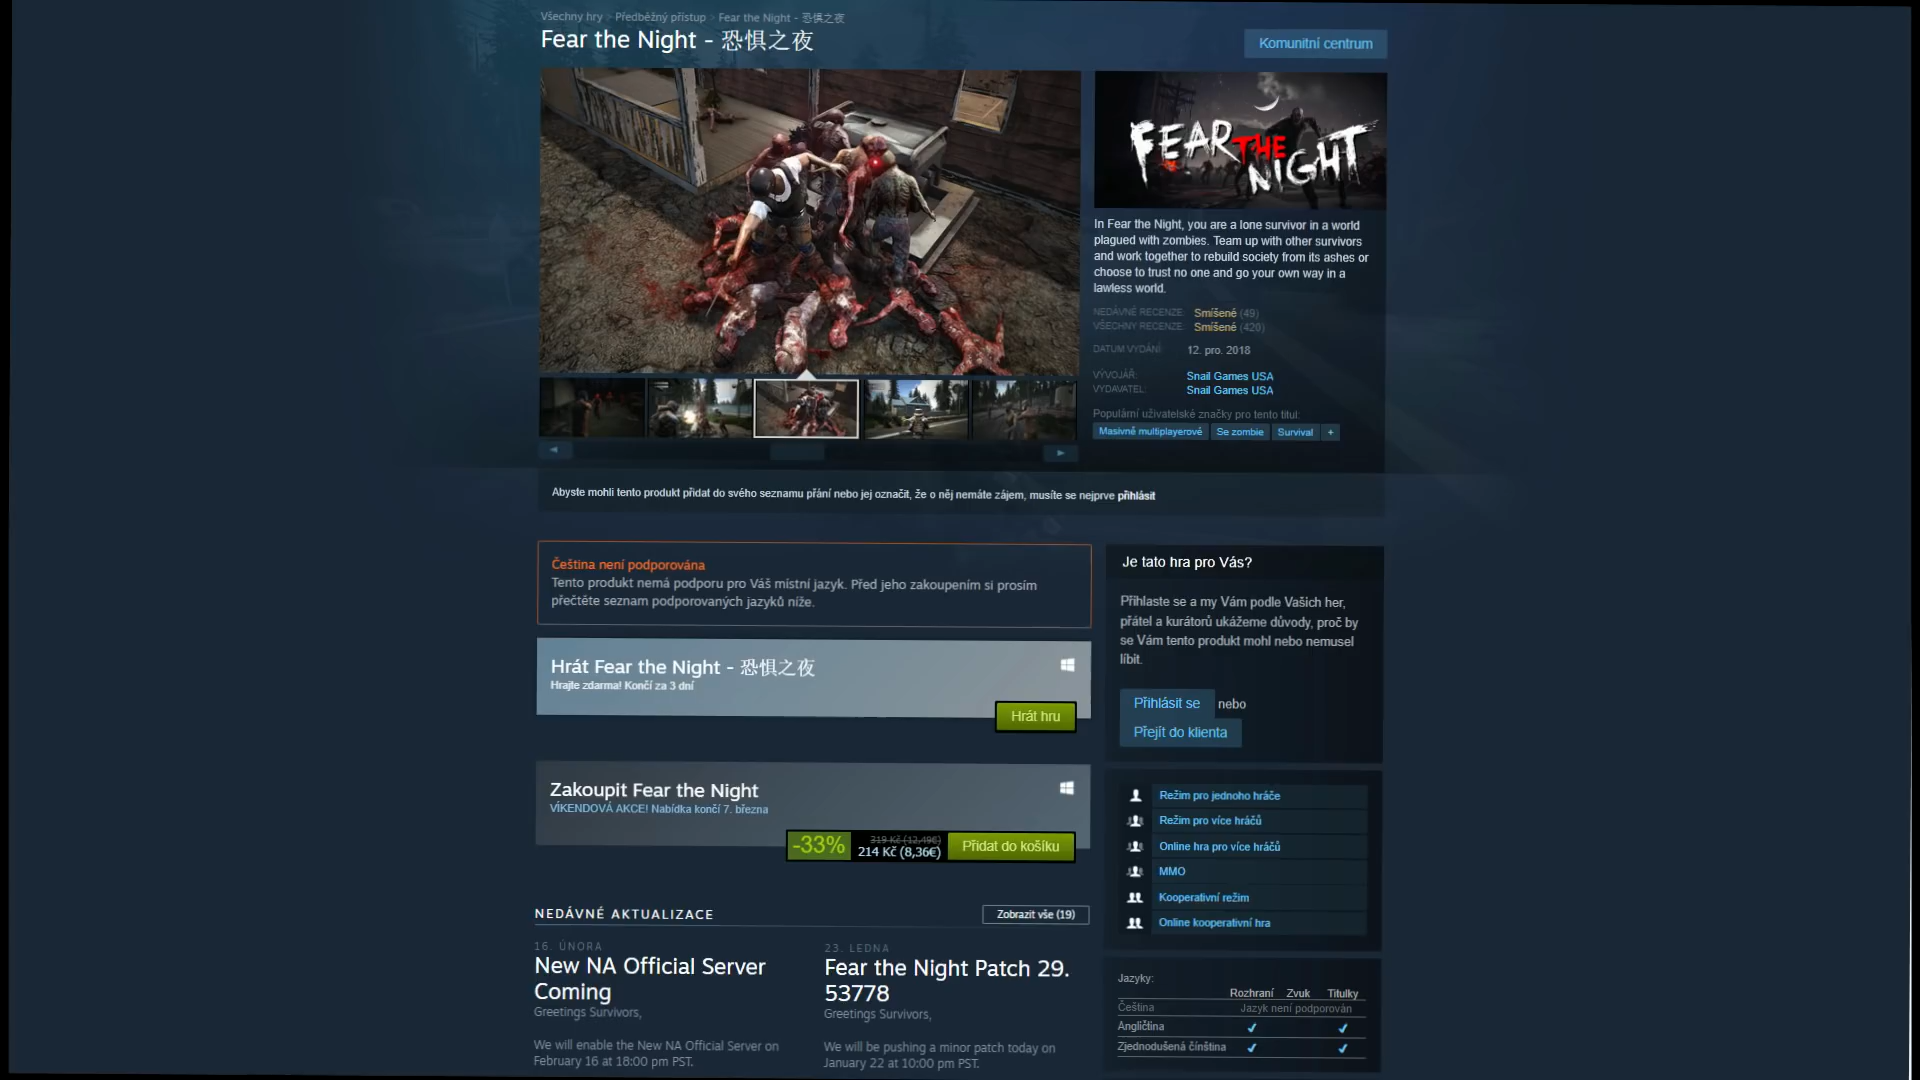 Všechny hry > Předběžný přístup > Fear the Night - 恐惧之夜
Fear the Night - 恐惧之夜
Komunitní centrum
FEAR THE NIGHT
In Fear the Night, you are a lone survivor in a world
plagued with zombies. Team up with other survivors
and work together to rebuild society from its ashes or
choose to trust no one and go your own way in a
lawless world.
NEDÁVNÉ RECENZE: Smíšené (49)
VŠECHNY RECENZE: Smíšené (420)
DATUM VYDÁNÍ: 12. pro. 2018
VÝVOJÁŘ: Snail Games USA
VYDAVATEL: Snail Games USA
Populární uživatelské značky pro tento titul:
Masivně multiplayerové Se zombie Survival +
Abyste mohli tento produkt přidat do svého seznamu přání nebo jej označit, že o něj nemáte zájem, musíte se nejprve přihlásit
Čeština není podporována
Tento produkt nemá podporu pro Váš místní jazyk. Před jeho zakoupením si prosím
přečtěte seznam podporovaných jazyků níže.
Hrát Fear the Night - 恐惧之夜
Hrajte zdarma! Končí za 3 dní
Hrát hru
Zakoupit Fear the Night
VÍKENDOVÁ AKCE! Nabídka končí 7. března
-33%
319 Kč (12,49€)
214 Kč (8,36€)
Přidat do košíku
NEDÁVNÉ AKTUALIZACE
Zobrazit vše (19)
16. ÚNORA
New NA Official Server
Coming
Greetings Survivors,
We will enable the New NA Official Server on
February 16 at 18:00 pm PST.
23. LEDNA
Fear the Night Patch 29.
53778
Greetings Survivors,
We will be pushing a minor patch today on
January 22 at 10:00 pm PST.
Je tato hra pro Vás?
Přihlaste se a my Vám podle Vašich her,
přátel a kurátorů ukážeme důvody, proč by
se Vám tento produkt mohl nebo nemusel
líbit.
Přihlásit se nebo
Přejít do klienta
Režim pro jednoho hráče
Režim pro více hráčů
Online hra pro více hráčů
MMO
Kooperativní režim
Online kooperativní hra
Jazyky:
Rozhraní Zvuk Titulky
Čeština Jazyk není podporován
Angličtina ✔ ✔
Zjednodušená čínština ✔ ✔